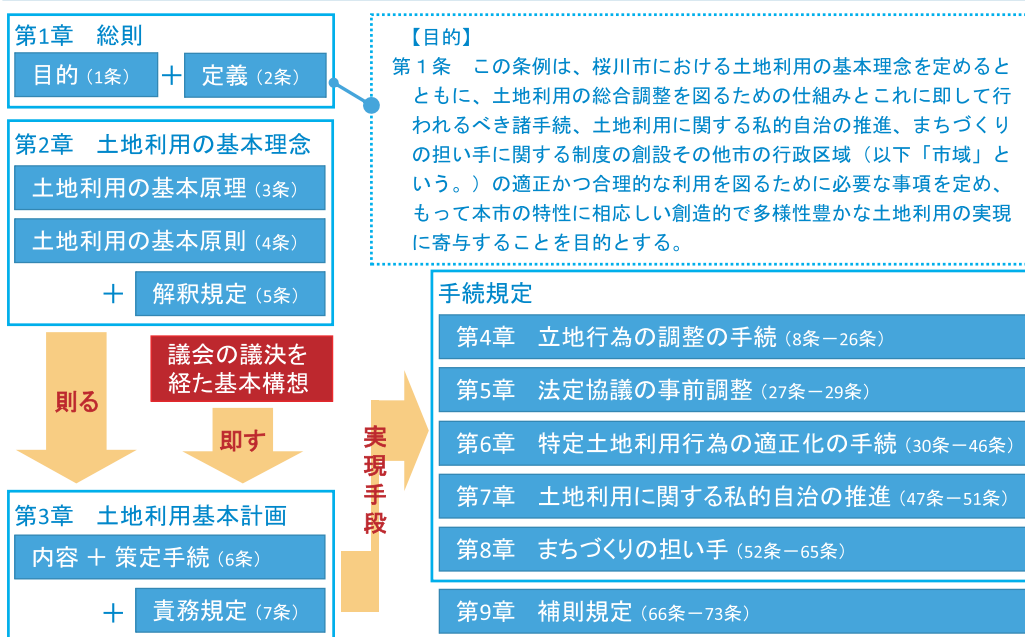 第1章　総則
目的（1条）
＋
定義（2条）
【目的】
第１条　この条例は、桜川市における土地利用の基本理念を定めると
ともに、土地利用の総合調整を図るための仕組みとこれに即して行
われるべき諸手続、土地利用に関する私的自治の推進、まちづくり
の担い手に関する制度の創設その他市の行政区域（以下「市域」と
いう。）の適正かつ合理的な利用を図るために必要な事項を定め、
もって本市の特性に相応しい創造的で多様性豊かな土地利用の実現
に寄与することを目的とする。
第2章　土地利用の基本理念
土地利用の基本原理（3条）
土地利用の基本原則（4条）
＋
解釈規定（5条）
則る
議会の議決を
経た基本構想
即す
第3章　土地利用基本計画
内容 ＋ 策定手続（6条）
＋
責務規定（7条）
実現手段
手続規定
第4章　立地行為の調整の手続（8条－26条）
第5章　法定協議の事前調整（27条－29条）
第6章　特定土地利用行為の適正化の手続（30条－46条）
第7章　土地利用に関する私的自治の推進（47条－51条）
第8章　まちづくりの担い手（52条－65条）
第9章　補則規定（66条－73条）